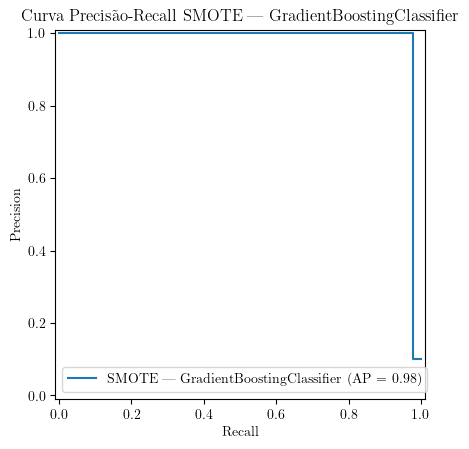 Curva Precisão-Recall SMOTE — GradientBoostingClassifier
1.0
0.8
0.6
0.4
0.2
0.0
Precision
SMOTE — GradientBoostingClassifier (AP = 0.98)
0.0 0.2 0.4 0.6 0.8 1.0
Recall